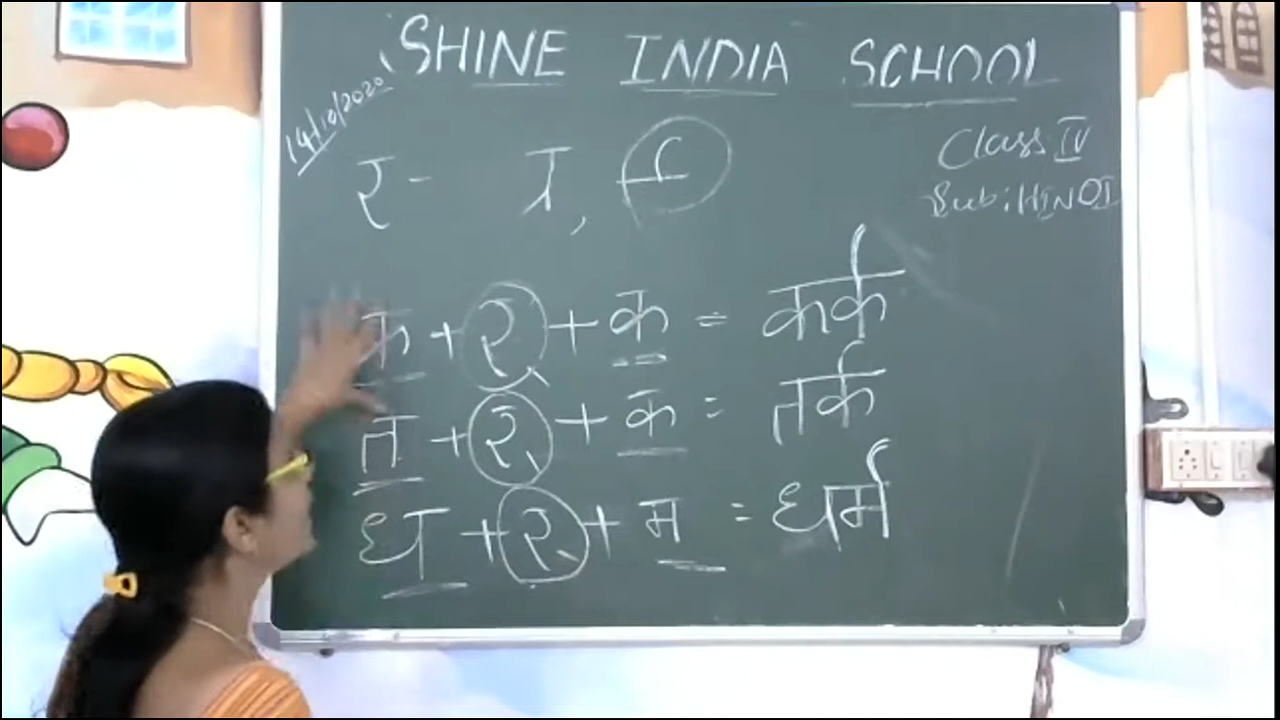 SHINE INDIA SCHOOL
14/10/2020
Class IV
Sub: HINDI
र - ्र, र्
क + र् + क = कर्क
त + र् + क = तर्क
ध + र् + म = धर्म